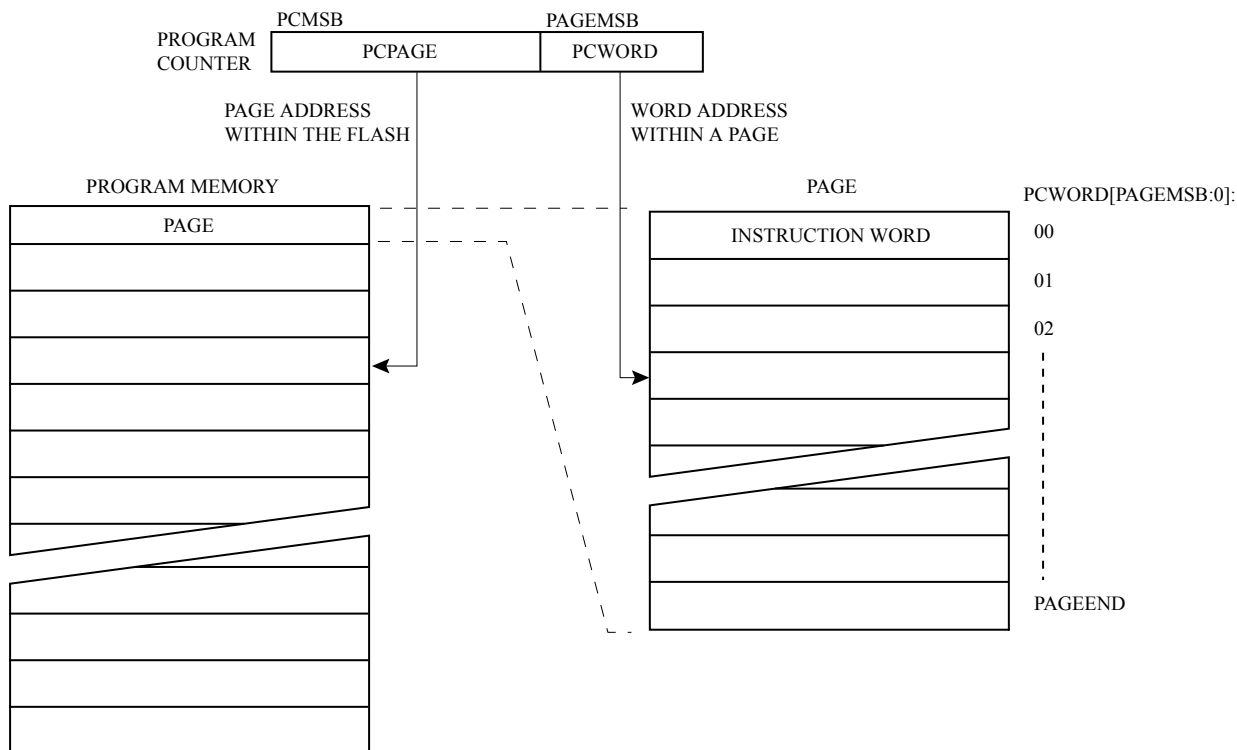 PCMSB
PAGEMSB
PROGRAM
COUNTER
PCPAGE
PCWORD
PAGE ADDRESS
WITHIN THE FLASH
WORD ADDRESS
WITHIN A PAGE
PROGRAM MEMORY
PAGE
PAGE
INSTRUCTION WORD
PCWORD[PAGEMSB:0]:
00
01
02
PAGEEND